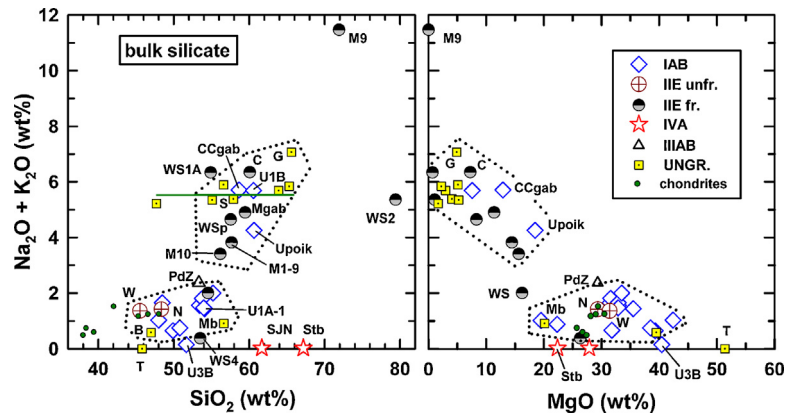 12
10
8
6
4
2
0
Na₂O + K₂O (wt%)
bulk silicate
M9
CCgab
WS1A
C
G
U1B
S
Mgab
WSp
WS2
Upoik
M10
M1-9
PdZ
W
N
U1A-1
B
Mb
SJN
Stb
T
WS4
U3B
40
50
60
70
80
SiO₂ (wt%)
M9
IAB
IIE unfr.
IIE fr.
IVA
IIIAB
UNGR.
chondrites
G
C
CCgab
Upoik
WS
PdZ
N
Mb
W
T
Stb
U3B
0
10
20
30
40
50
60
MgO (wt%)